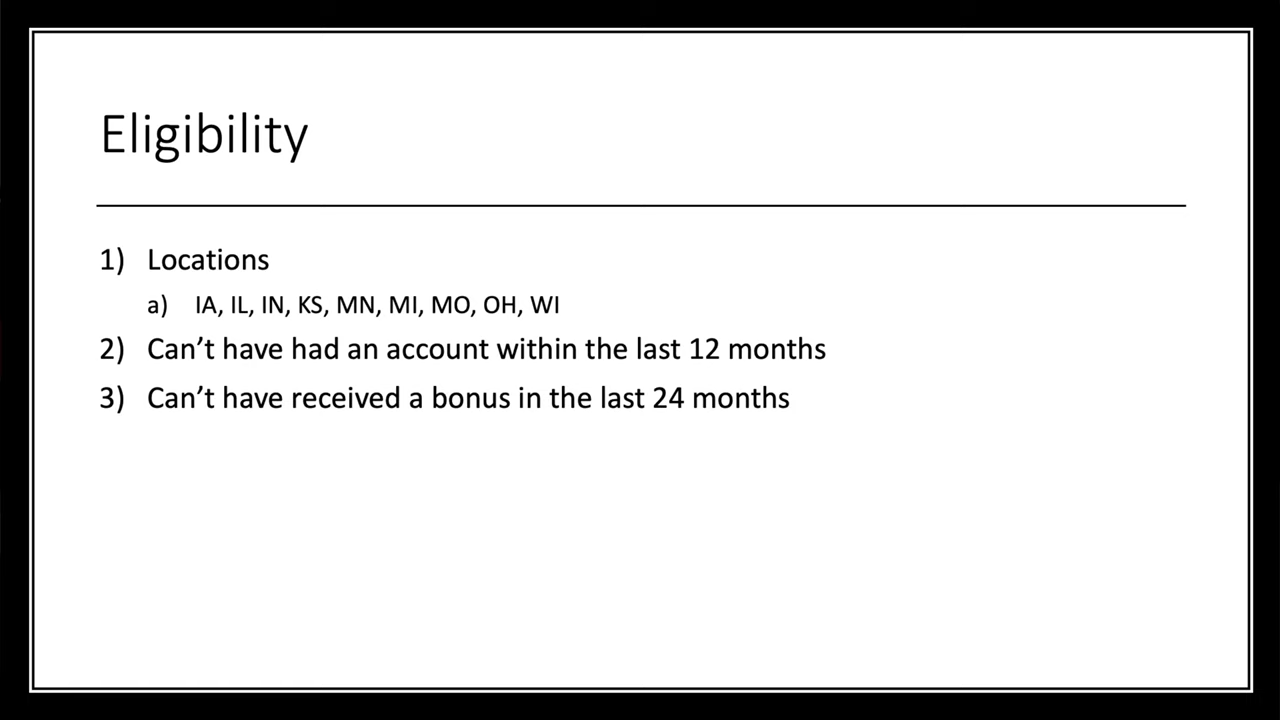 Eligibility
1) Locations
a) IA, IL, IN, KS, MN, MI, MO, OH, WI
2) Can’t have had an account within the last 12 months
3) Can’t have received a bonus in the last 24 months